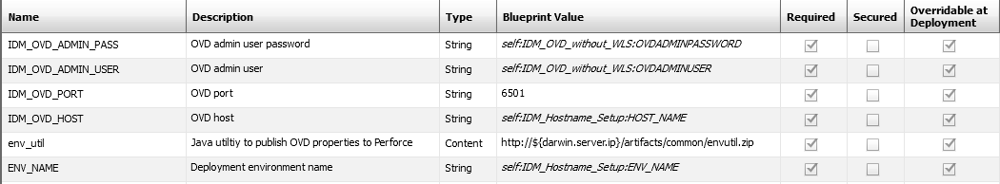 Name Description Type Blueprint Value Required Secured Overridable at Deployment
IDM_OVD_ADMIN_PASS OVD admin user password String self:IDM_OVD_without_WLS:OVDADMINPASSWORD
IDM_OVD_ADMIN_USER OVD admin user String self:IDM_OVD_without_WLS:OVDADMINUSER
IDM_OVD_PORT OVD port String 6501
IDM_OVD_HOST OVD host String self:IDM_Hostname_Setup:HOST_NAME
env_util Java utiltiy to publish OVD properties to Perforce Content http://${darwin.server.ip}/artifacts/common/envutil.zip
ENV_NAME Deployment environment name String self:IDM_Hostname_Setup:ENV_NAME